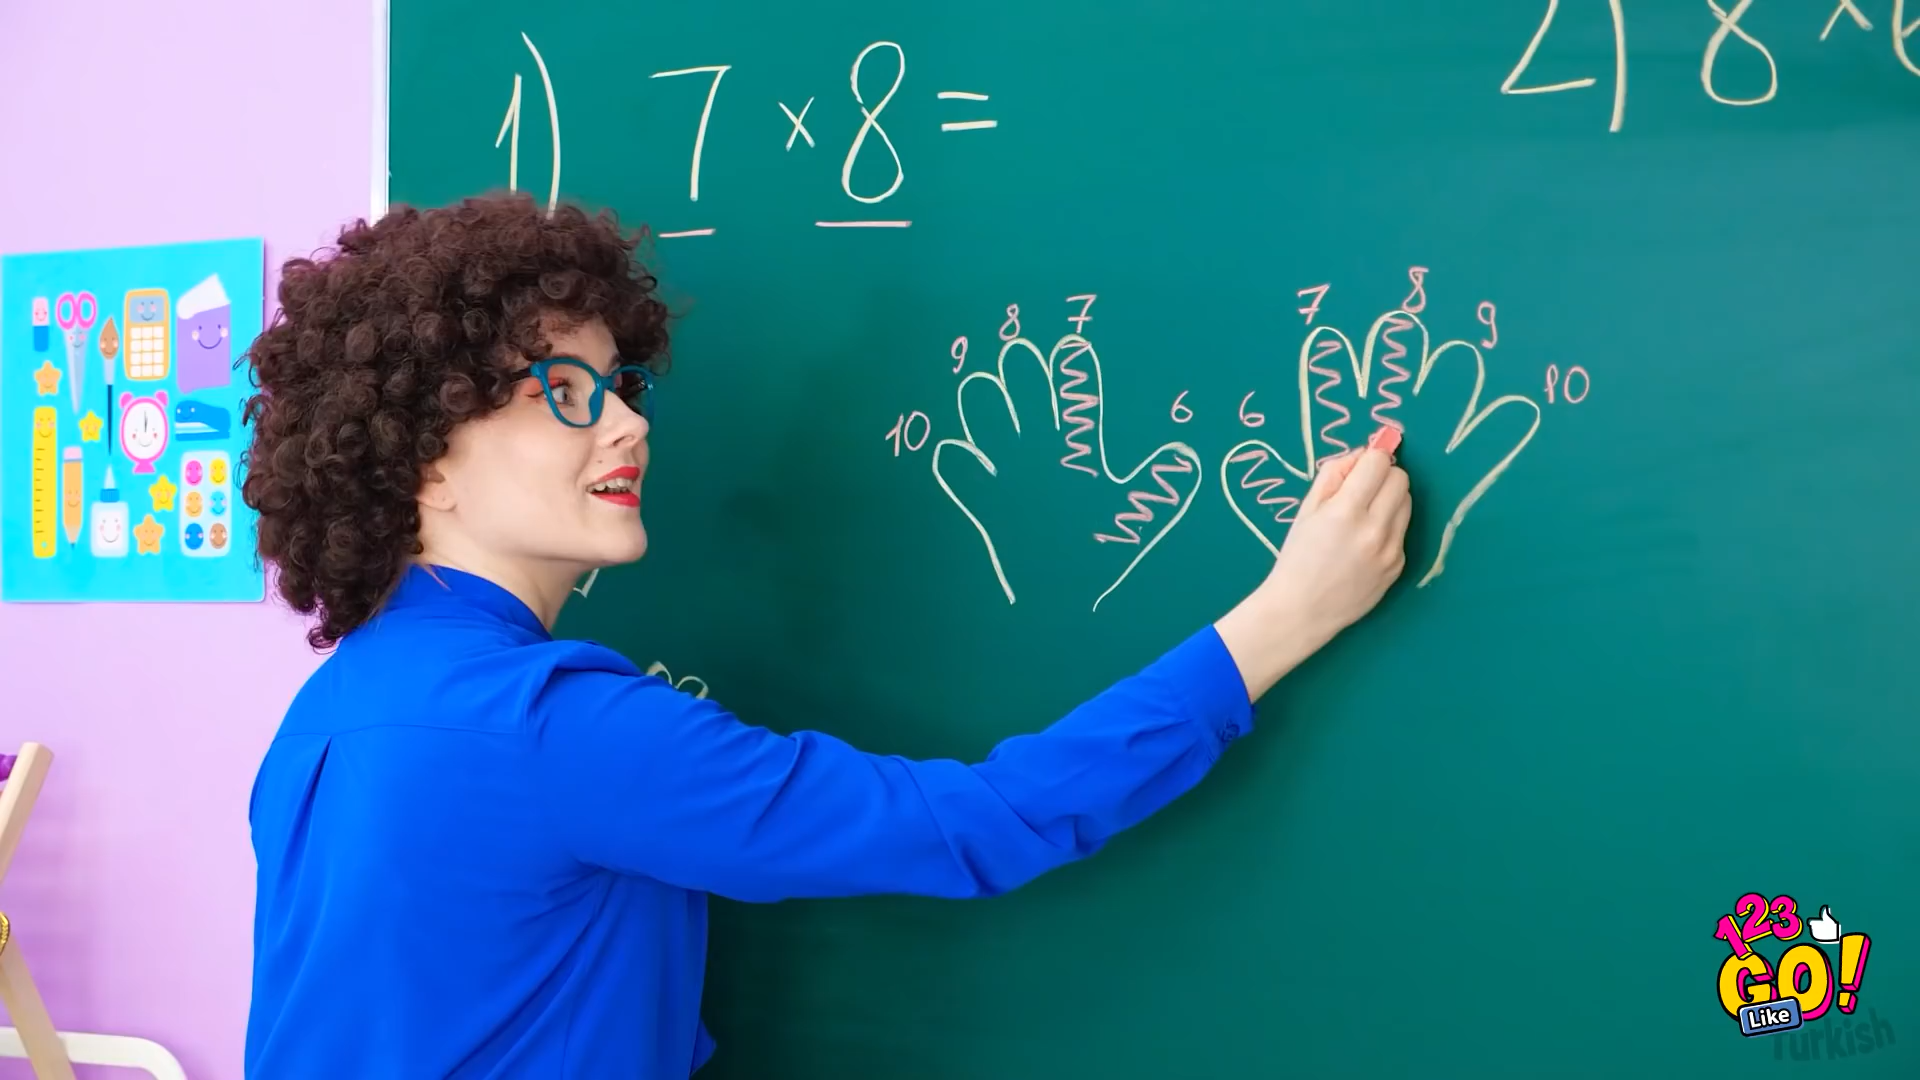 1) 7 x 8 =
2) 8 x
10 9 8 7 6
6 7 8 9 10
123 GO!
Like
Turkish